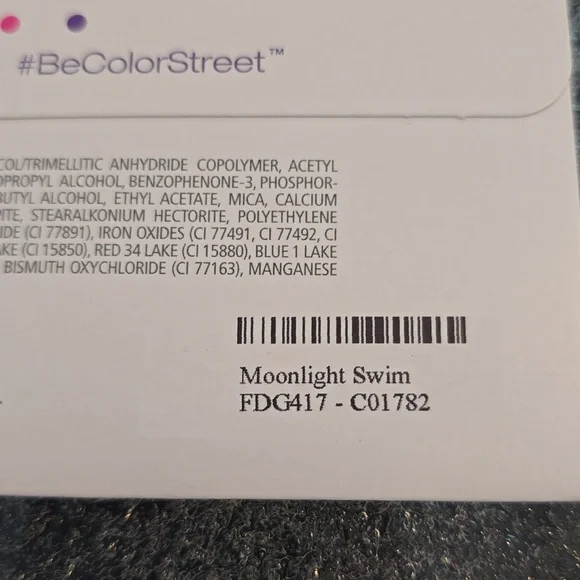 #BeColorStreet™
COL/TRIMELLITIC ANHYDRIDE COPOLYMER, ACETYL
OPROPYL ALCOHOL, BENZOPHENONE-3, PHOSPHOR-
BUTYL ALCOHOL, ETHYL ACETATE, MICA, CALCIUM
ITE, STEARALKONIUM HECTORITE, POLYETHYLENE
IDE (CI 77891), IRON OXIDES (CI 77491, CI 77492, CI
KE (CI 15850), RED 34 LAKE (CI 15880), BLUE 1 LAKE
BISMUTH OXYCHLORIDE (CI 77163), MANGANESE
Moonlight Swim
FDG417 - C01782